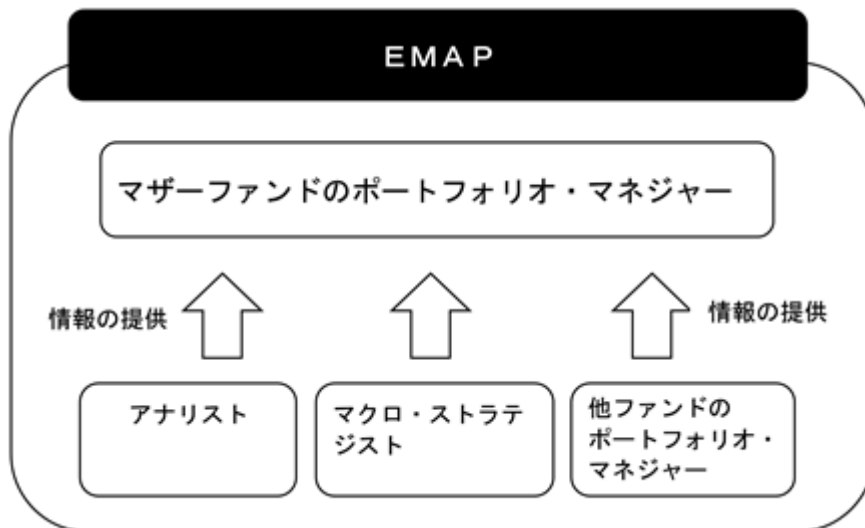 ＥＭＡＰ
マザーファンドのポートフォリオ・マネジャー
情報の提供
情報の提供
アナリスト
マクロ・ストラテ
ジスト
他ファンドの
ポートフォリオ・
マネジャー